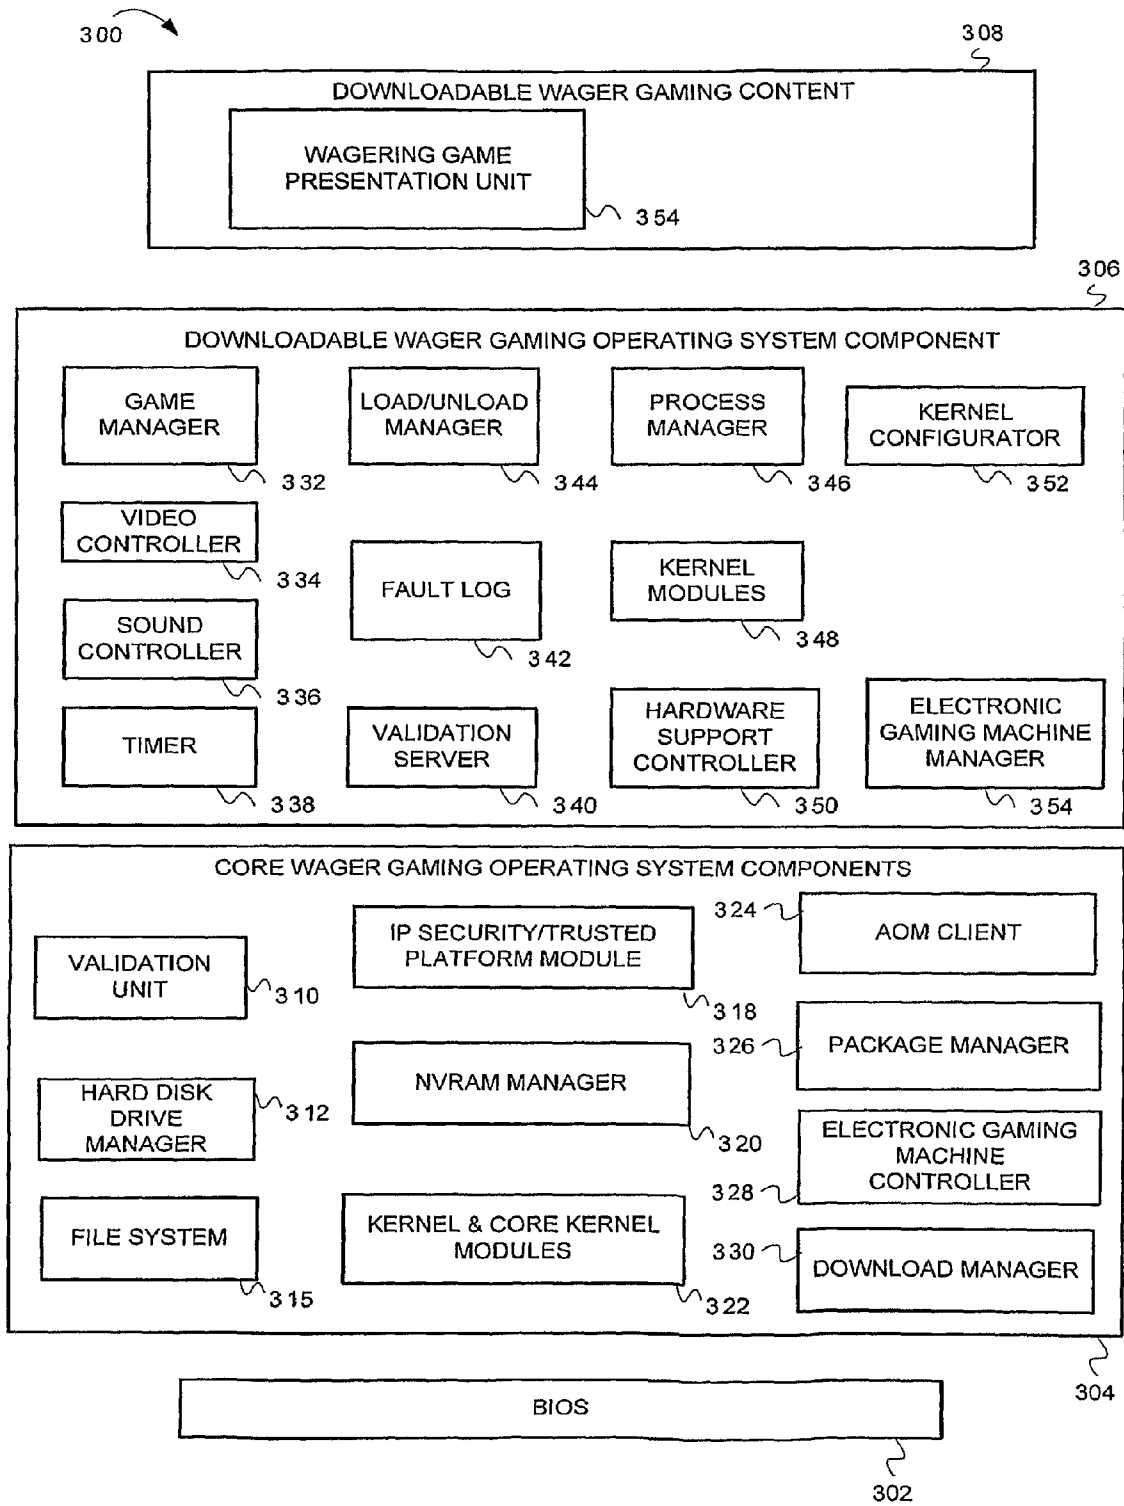 300
308
DOWNLOADABLE WAGER GAMING CONTENT
WAGERING GAME
PRESENTATION UNIT
354
306
DOWNLOADABLE WAGER GAMING OPERATING SYSTEM COMPONENT
GAME
MANAGER
332
LOAD/UNLOAD
MANAGER
344
PROCESS
MANAGER
346
KERNEL
CONFIGURATOR
352
VIDEO
CONTROLLER
334
FAULT LOG
342
KERNEL
MODULES
348
SOUND
CONTROLLER
336
TIMER
338
VALIDATION
SERVER
340
HARDWARE
SUPPORT
CONTROLLER
350
ELECTRONIC
GAMING MACHINE
MANAGER
354
CORE WAGER GAMING OPERATING SYSTEM COMPONENTS
VALIDATION
UNIT
310
IP SECURITY/TRUSTED
PLATFORM MODULE
318
324
AOM CLIENT
326
PACKAGE MANAGER
HARD DISK
DRIVE
MANAGER
312
NVRAM MANAGER
320
ELECTRONIC GAMING
MACHINE
CONTROLLER
328
FILE SYSTEM
315
KERNEL & CORE KERNEL
MODULES
322
330
DOWNLOAD MANAGER
304
BIOS
302